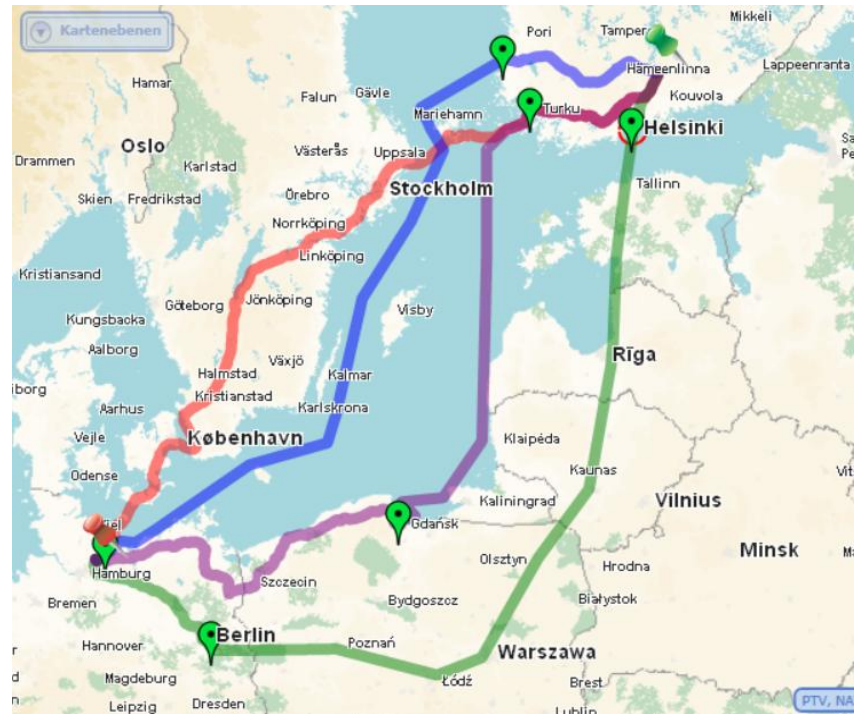 Kartenebenen
Pori
Tamper
Mikkeli
Hämeenlinna
Lappeenranta
Hamar
Gävle
Kouvola
Falun
Mariehamn
Turku
Helsinki
Oslo
Västerås
Uppsala
Drammen
Karlstad
Tallinn
Skien
Fredrikstad
Örebro
Stockholm
Norrköping
Linköping
Kristiansand
Göteborg
Jönköping
Visby
Kungsbacka
Aalborg
Växjö
Rīga
Halmstad
Kalmar
iborg
Kristianstad
Aarhus
Karlskrona
Vejle
København
Klaipėda
Odense
Kaunas
Kaliningrad
Vilnius
Gdańsk
Minsk
Olsztyn
Hamburg
Szczecin
Hrodna
Bremen
Bydgoszcz
Białystok
Berlin
Hannover
Poznań
Warszawa
Magdeburg
Łódź
Brest
Leipzig
Dresden
Lublin
PTV, NA